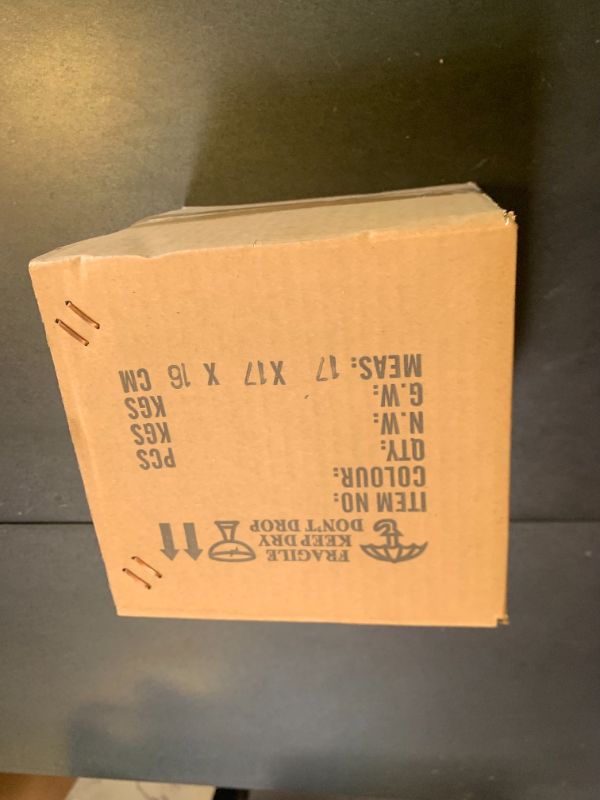 FRAGILE
KEEP DRY
DON'T DROP
ITEM NO:
COLOUR:
QTY: PCS
N.W: KGS
G.W: KGS
MEAS: 17 X17 X 16 CM